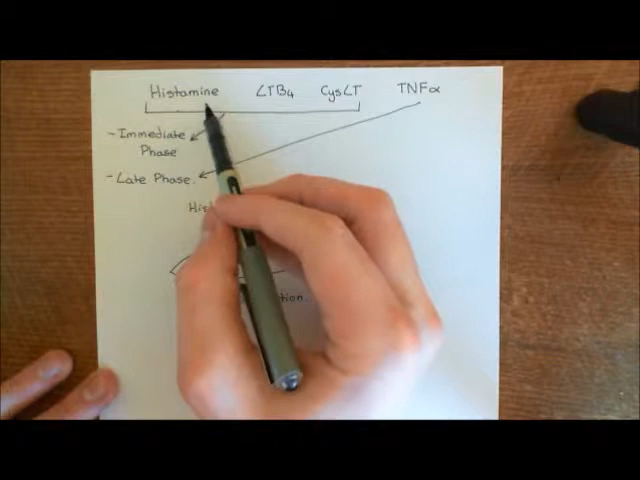 Histamine LTB4 CysLT TNFα
- Immediate
Phase
- Late Phase.